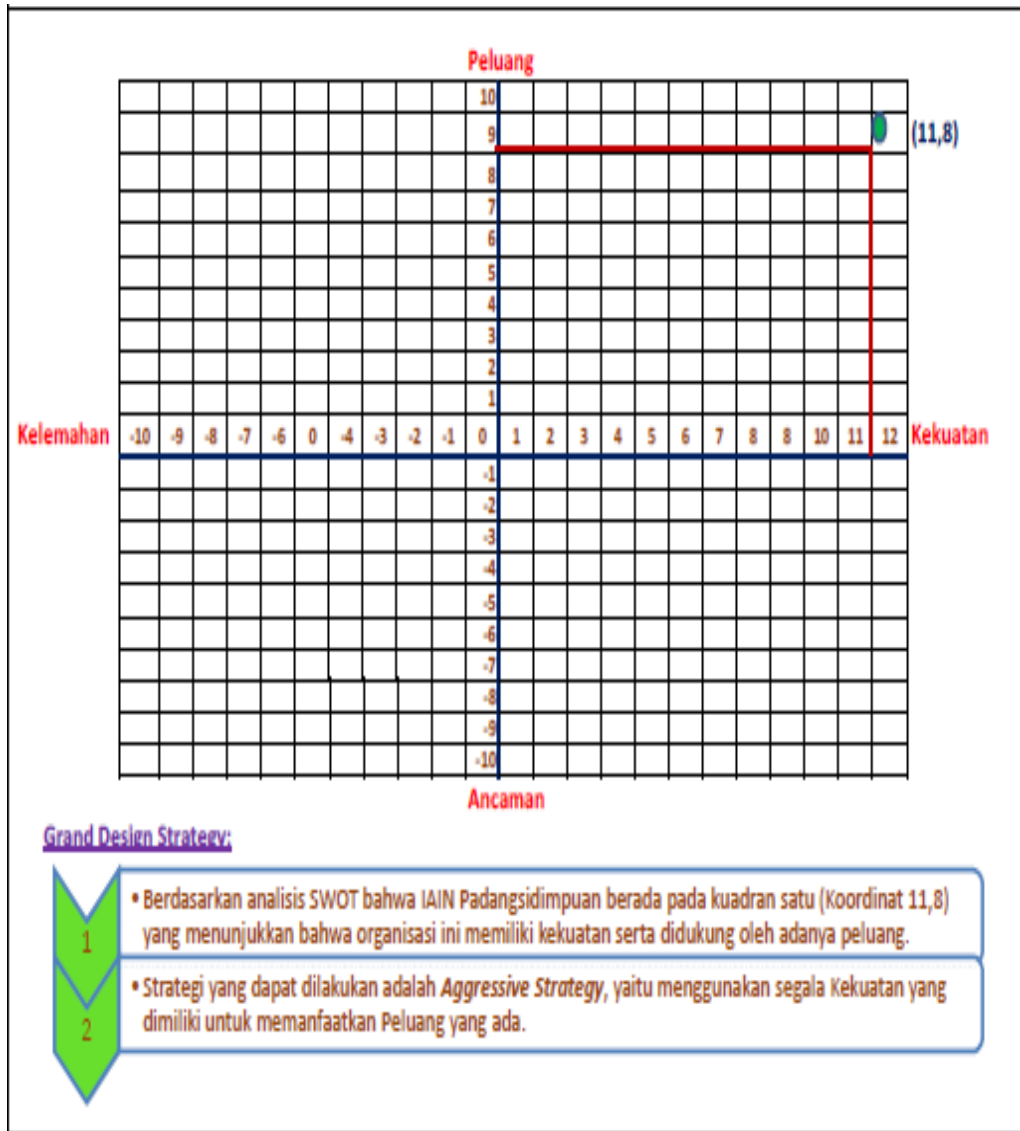 Peluang
10
9
(11,8)
8
7
6
5
4
3
2
1
Kelemahan -10 -9 -8 -7 -6 0 -4 -3 -2 -1 0 1 2 3 4 5 6 7 8 8 10 11 12 Kekuatan
-1
-2
-3
-4
-5
-6
-7
-8
-9
-10
Ancaman
Grand Design Strategy:
1
• Berdasarkan analisis SWOT bahwa IAIN Padangsidimpuan berada pada kuadran satu (Koordinat 11,8)
yang menunjukkan bahwa organisasi ini memiliki kekuatan serta didukung oleh adanya peluang.
2
• Strategi yang dapat dilakukan adalah Aggressive Strategy, yaitu menggunakan segala Kekuatan yang
dimiliki untuk memanfaatkan Peluang yang ada.